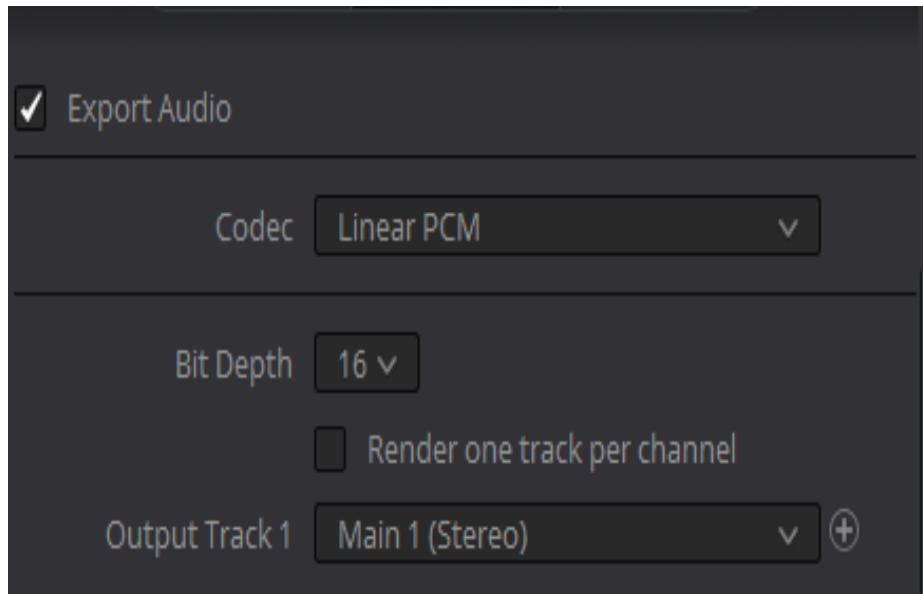 Export Audio
Codec Linear PCM
Bit Depth 16
Render one track per channel
Output Track 1 Main 1 (Stereo)